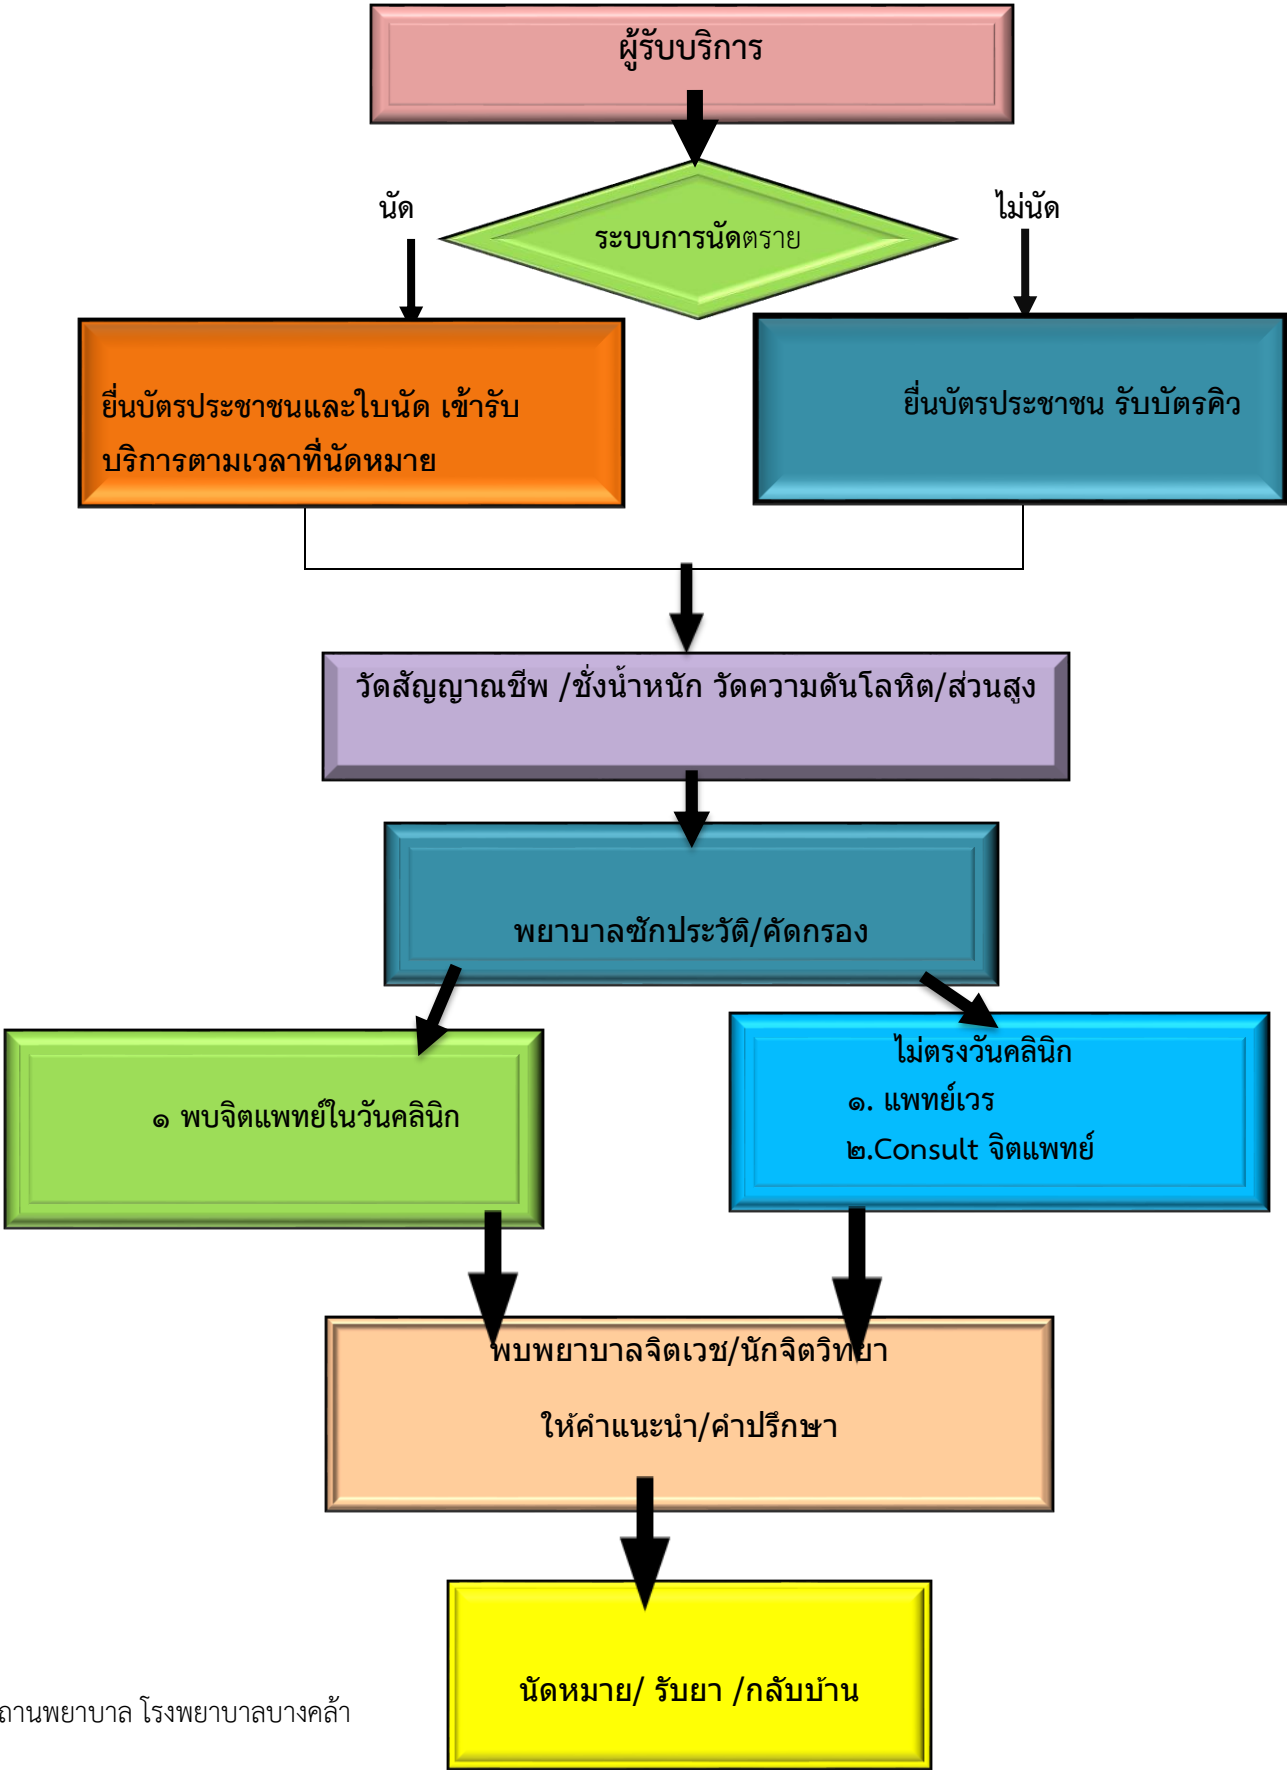 ผู้รับบริการ
นัด
ไม่นัด
ระบบการนัดตราย
ยื่นบัตรประชาชนและใบนัด เข้ารับ
บริการตามเวลาที่นัดหมาย
ยื่นบัตรประชาชน รับบัตรคิว
วัดสัญญาณชีพ /ชั่งน้ำหนัก วัดความดันโลหิต/ส่วนสูง
พยาบาลซักประวัติ/คัดกรอง
๑ พบจิตแพทย์ในวันคลินิก
ไม่ตรงวันคลินิก
๑. แพทย์เวร
๒.Consult จิตแพทย์
พบพยาบาลจิตเวช/นักจิตวิทยา
ให้คำแนะนำ/คำปรึกษา
นัดหมาย/ รับยา /กลับบ้าน
ถานพยาบาล โรงพยาบาลบางคล้า